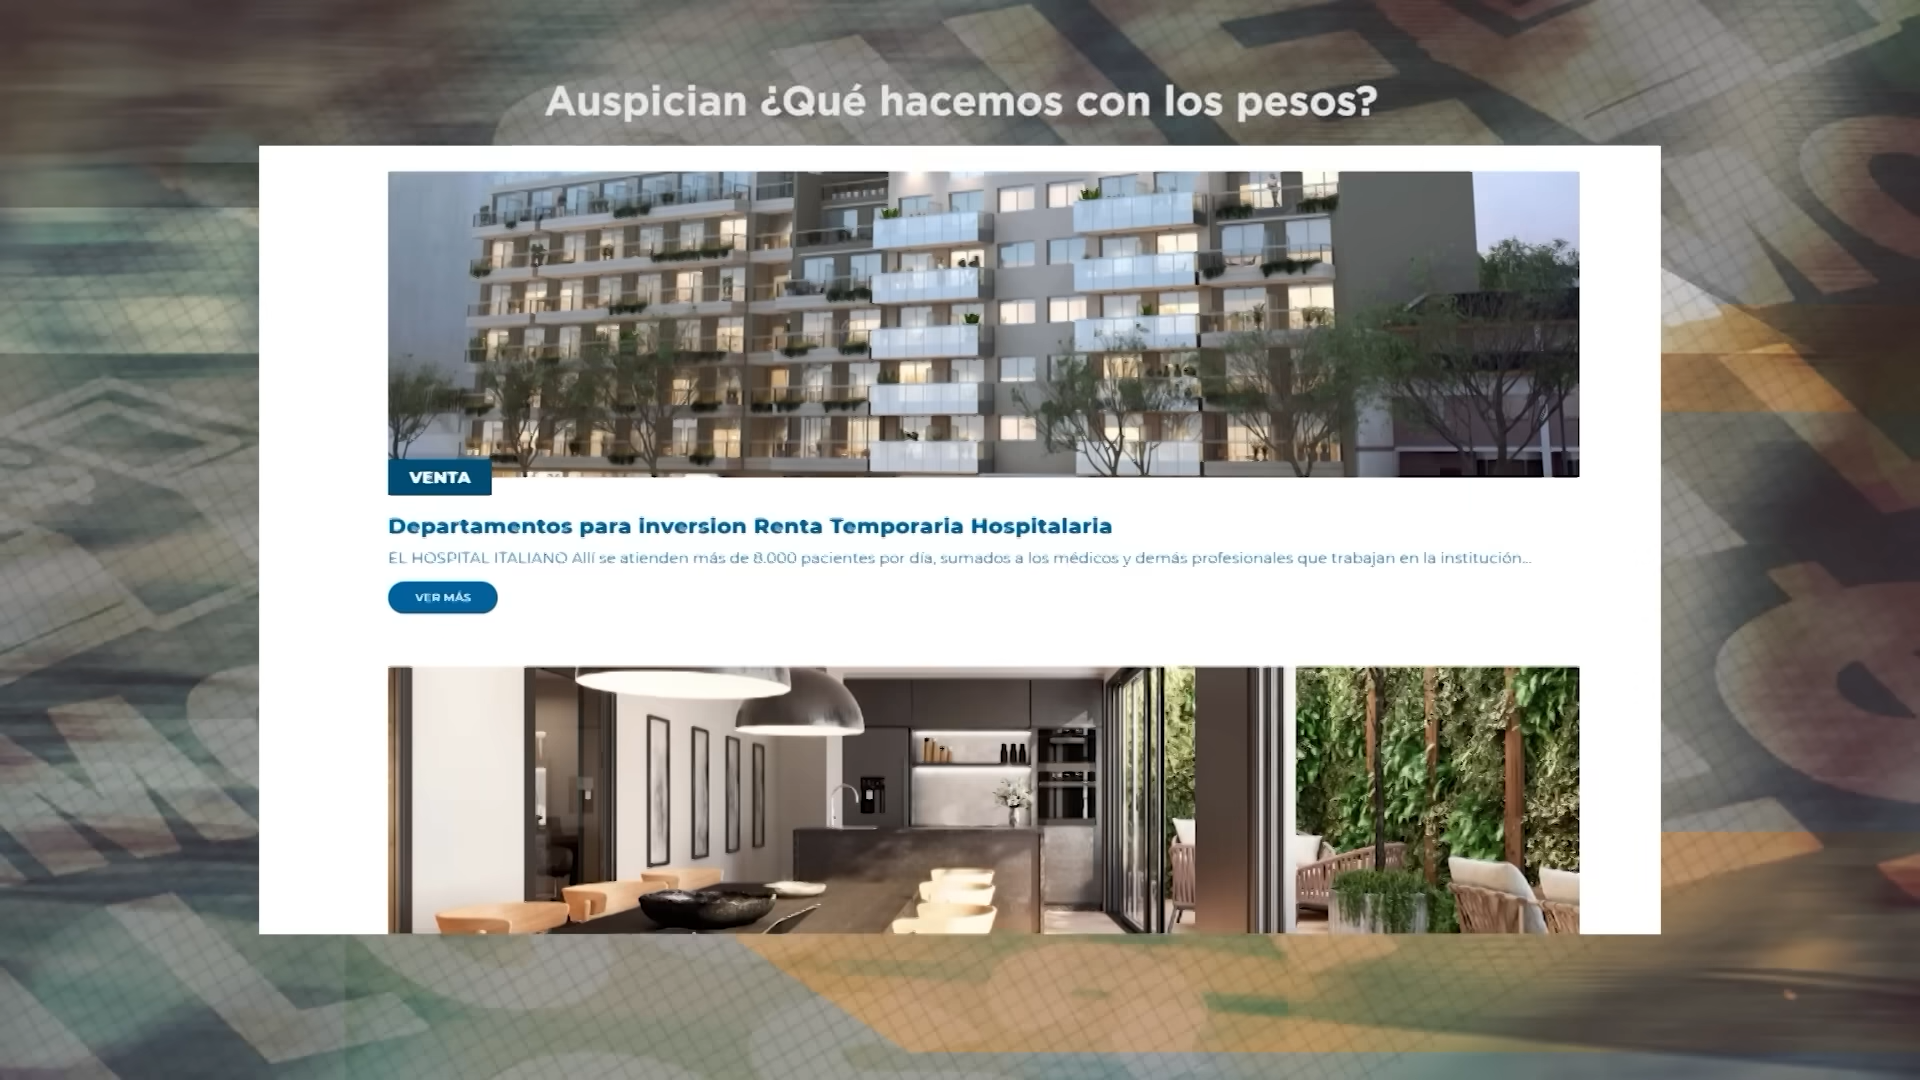 Auspician ¿Qué hacemos con los pesos?
VENTA
Departamentos para inversion Renta Temporaria Hospitalaria
EL HOSPITAL ITALIANO Allí se atienden más de 8.000 pacientes por día, sumados a los médicos y demás profesionales que trabajan en la institución...
VER MÁS